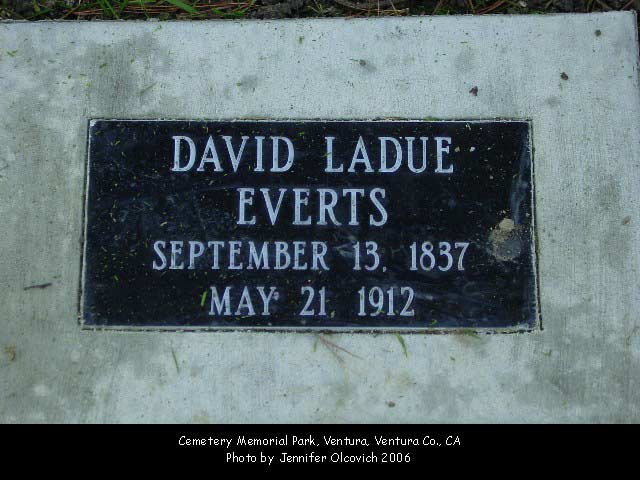 DAVID LADUE
EVERTS
SEPTEMBER 13, 1837
MAY 21, 1912
Cemetery Memorial Park, Ventura, Ventura Co., CA
Photo by Jennifer Olcovich 2006